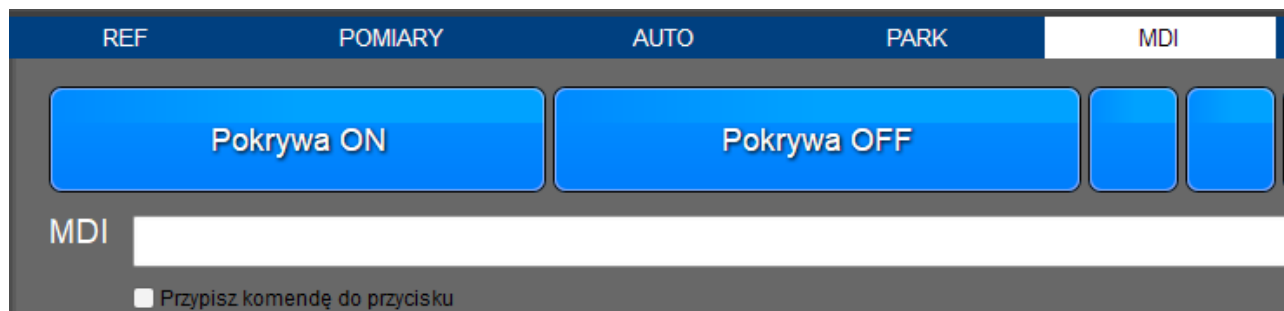 REF POMIARY AUTO PARK MDI
Pokrywa ON Pokrywa OFF
MDI
Przypisz komendę do przycisku